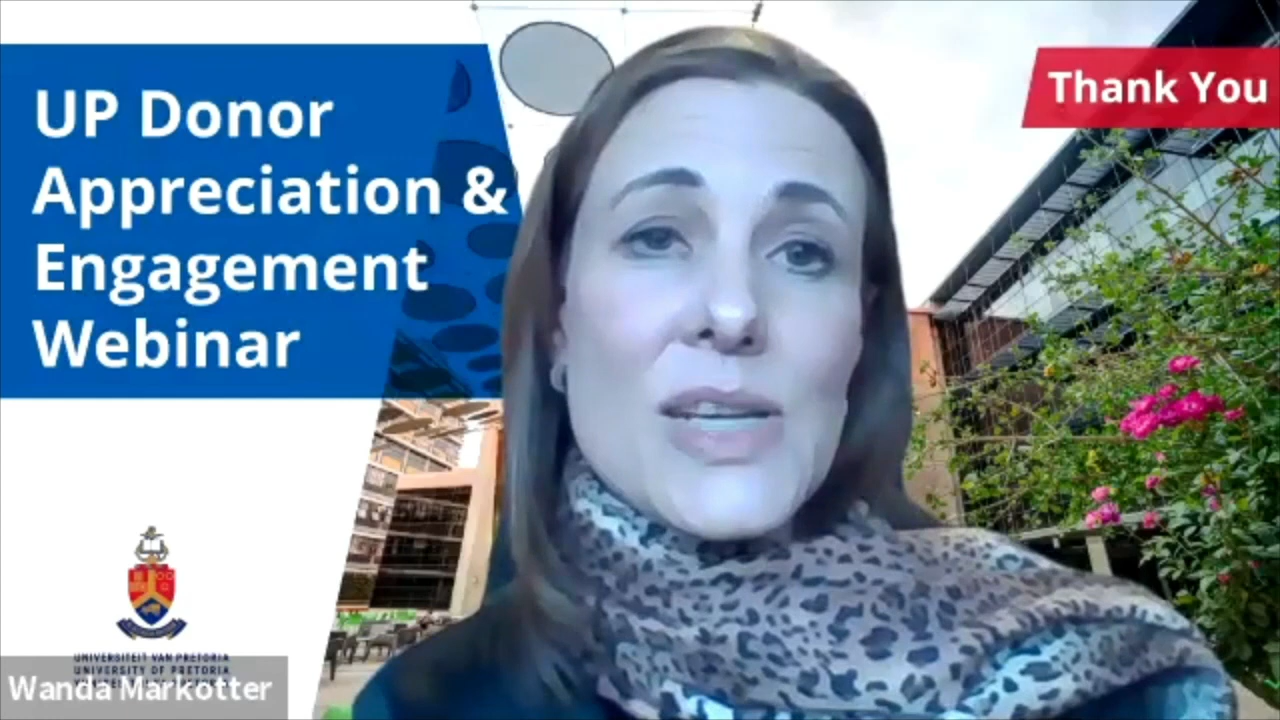 UP Donor
Appreciation &
Engagement
Webinar
Thank You
UNIVERSITEIT VAN PRETORIA
UNIVERSITY OF PRETORIA
Wanda Markotter